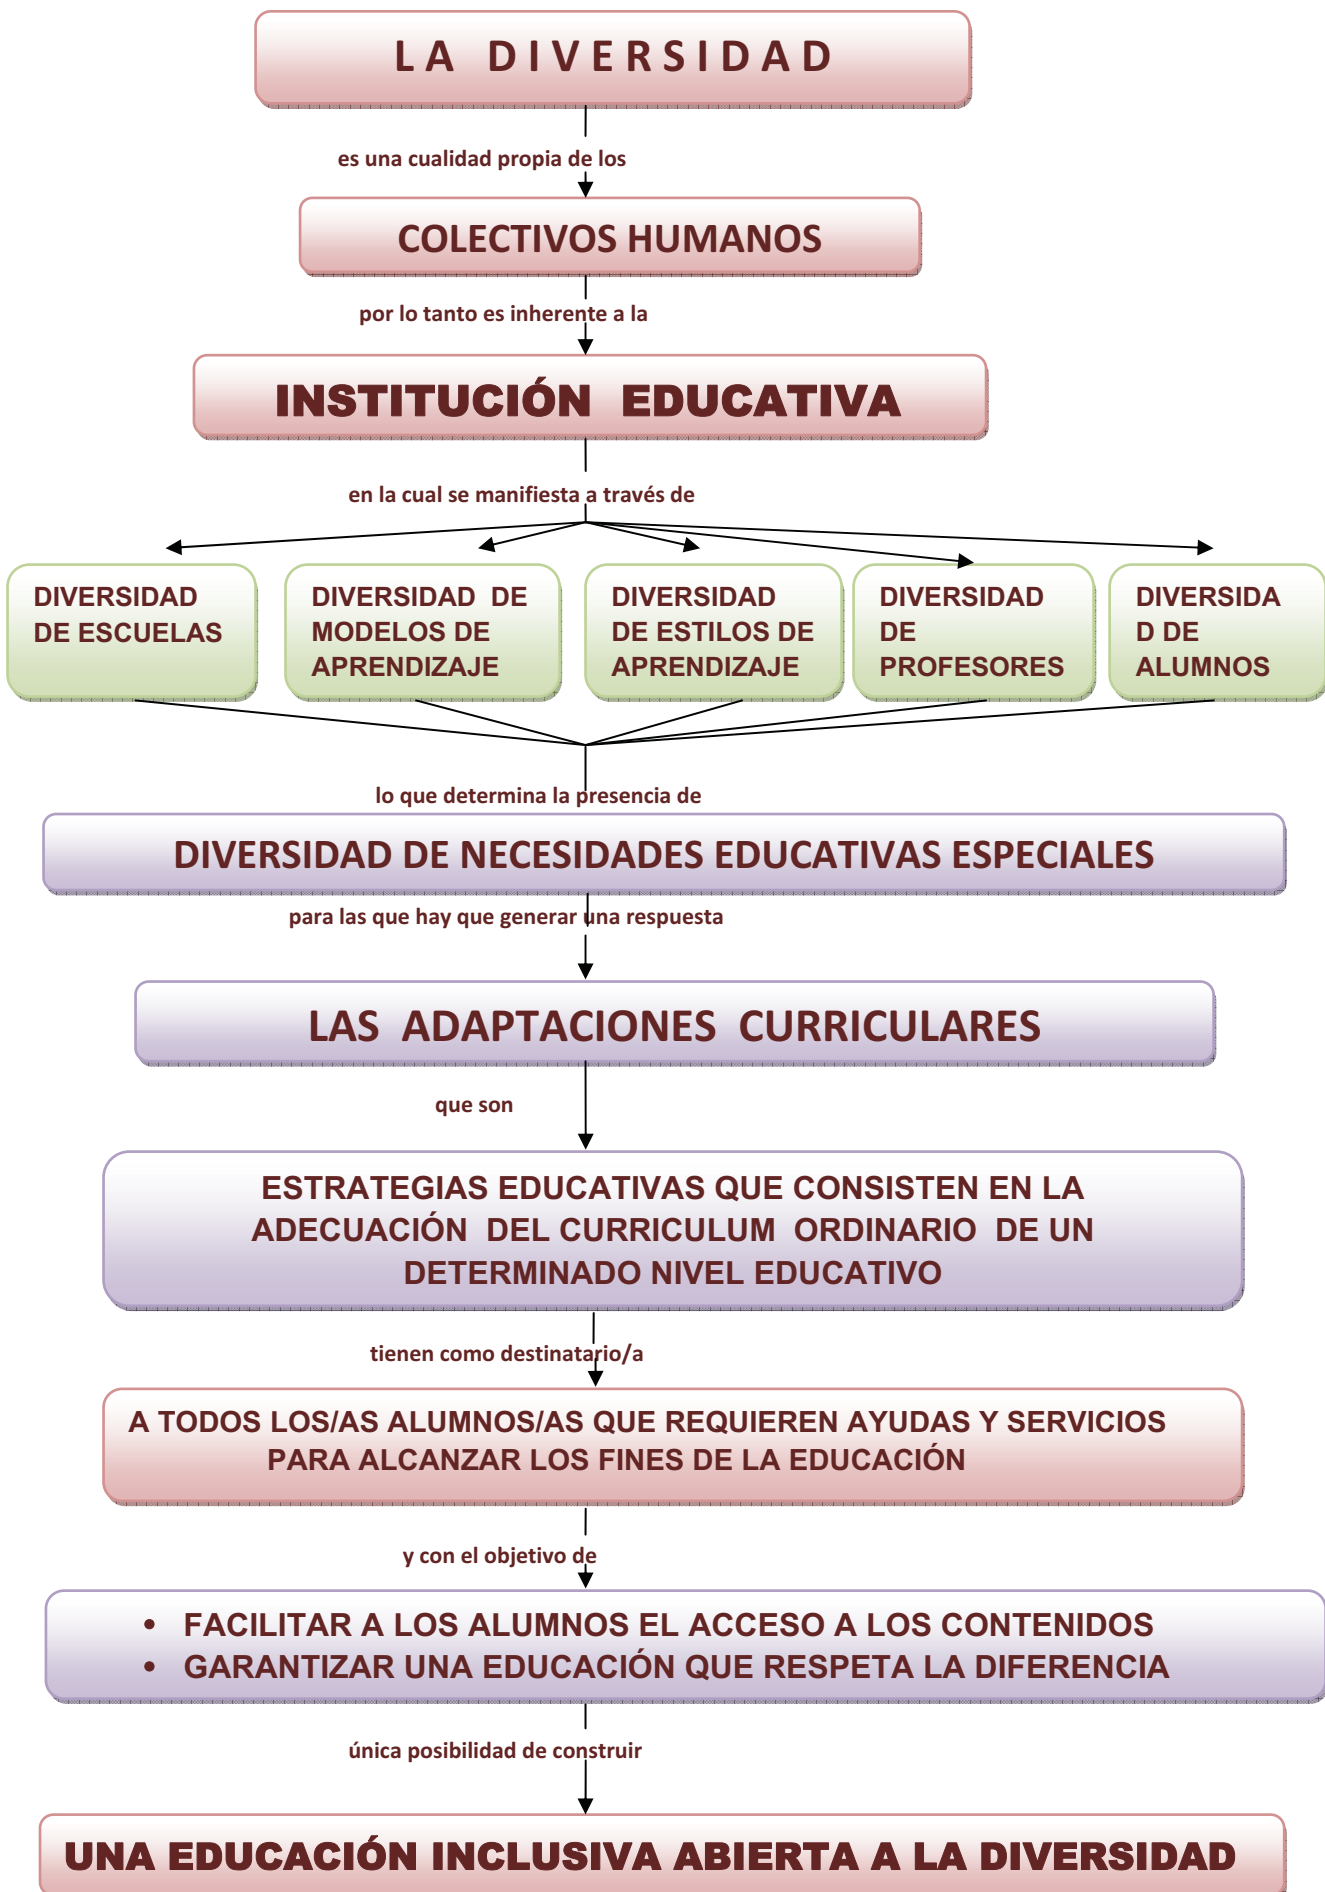 LA DIVERSIDAD
es una cualidad propia de los
COLECTIVOS HUMANOS
por lo tanto es inherente a la
INSTITUCIÓN EDUCATIVA
en la cual se manifiesta a través de
DIVERSIDAD
DE ESCUELAS
DIVERSIDAD DE
MODELOS DE
APRENDIZAJE
DIVERSIDAD
DE ESTILOS DE
APRENDIZAJE
DIVERSIDAD
DE
PROFESORES
DIVERSIDA
D DE
ALUMNOS
lo que determina la presencia de
DIVERSIDAD DE NECESIDADES EDUCATIVAS ESPECIALES
para las que hay que generar una respuesta
LAS ADAPTACIONES CURRICULARES
que son
ESTRATEGIAS EDUCATIVAS QUE CONSISTEN EN LA
ADECUACIÓN DEL CURRICULUM ORDINARIO DE UN
DETERMINADO NIVEL EDUCATIVO
tienen como destinatario/a
A TODOS LOS/AS ALUMNOS/AS QUE REQUIEREN AYUDAS Y SERVICIOS
PARA ALCANZAR LOS FINES DE LA EDUCACIÓN
y con el objetivo de
• FACILITAR A LOS ALUMNOS EL ACCESO A LOS CONTENIDOS
• GARANTIZAR UNA EDUCACIÓN QUE RESPETA LA DIFERENCIA
única posibilidad de construir
UNA EDUCACIÓN INCLUSIVA ABIERTA A LA DIVERSIDAD